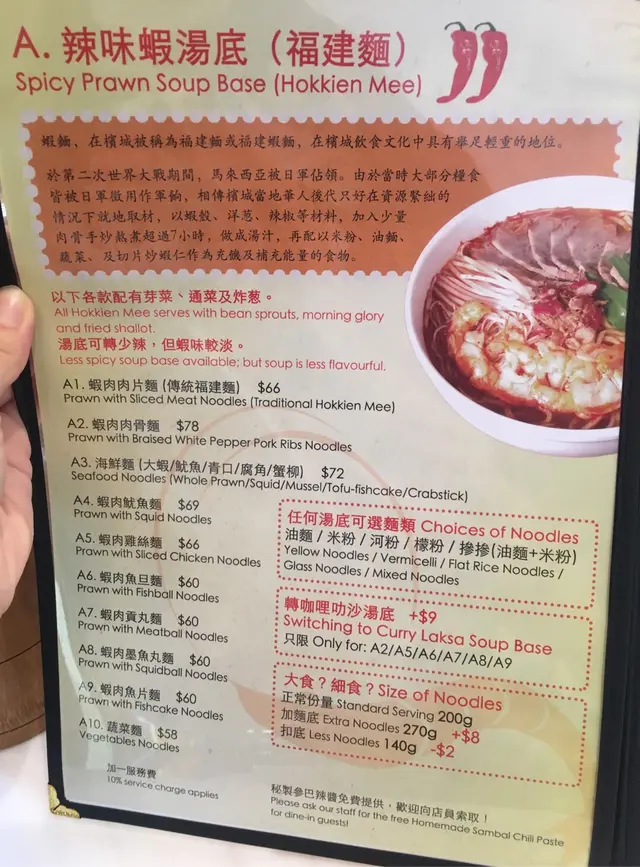 A. 辣味蝦湯底（福建麵）
Spicy Prawn Soup Base (Hokkien Mee)
蝦麵，在檳城被稱為福建麵或福建蝦麵，在檳城飲食文化中具有舉足輕重的地位。
於第二次世界大戰期間，馬來西亞被日軍佔領。由於當時大部分糧食
皆被日軍徵用作軍餉，相傳檳城當地華人後代只好在資源緊絀的
情況下就地取材，以蝦殼、洋葱、辣椒等材料，加入少量
肉骨手炒熬煮超過7小時，做成湯汁，再配以米粉、油麵、
蔬菜、及切片炒蝦仁作為充饑及補充能量的食物。
以下各款配有芽菜、通菜及炸葱。
All Hokkien Mee serves with bean sprouts, morning glory
and fried shallot.
湯底可轉少辣，但蝦味較淡。
Less spicy soup base available; but soup is less flavourful.
A1. 蝦肉肉片麵 (傳統福建麵) $66
Prawn with Sliced Meat Noodles (Traditional Hokkien Mee)
A2. 蝦肉肉骨麵 $78
Prawn with Braised White Pepper Pork Ribs Noodles
A3. 海鮮麵 (大蝦/魷魚/青口/廣角/蟹柳) $72
Seafood Noodles (Whole Prawn/Squid/Mussel/Tofu-fishcake/Crabstick)
A4. 蝦肉魷魚麵 $69
Prawn with Squid Noodles
A5. 蝦肉雞絲麵 $66
Prawn with Sliced Chicken Noodles
A6. 蝦肉魚旦麵 $60
Prawn with Fishball Noodles
A7. 蝦肉貢丸麵 $60
Prawn with Meatball Noodles
A8. 蝦肉墨魚丸麵 $60
Prawn with Squidball Noodles
A9. 蝦肉魚片麵 $60
Prawn with Fishcake Noodles
A10. 蔬菜麵 $58
Vegetables Noodles
任何湯底可選麵類 Choices of Noodles
油麵 / 米粉 / 河粉 / 檬粉 / 摻摻(油麵+米粉)
Yellow Noodles / Vermicelli / Flat Rice Noodles /
Glass Noodles / Mixed Noodles
轉咖喱叻沙湯底 +$9
Switching to Curry Laksa Soup Base
只限 Only for: A2/A5/A6/A7/A8/A9
大食？細食？Size of Noodles
正常份量 Standard Serving 200g
加麵底 Extra Noodles 270g +$8
扣底 Less Noodles 140g -$2
加一服務費
10% service charge applies
秘製參巴辣醬免費提供，歡迎向店員索取！
Please ask our staff for the free Homemade Sambal Chili Paste
for dine-in guests!